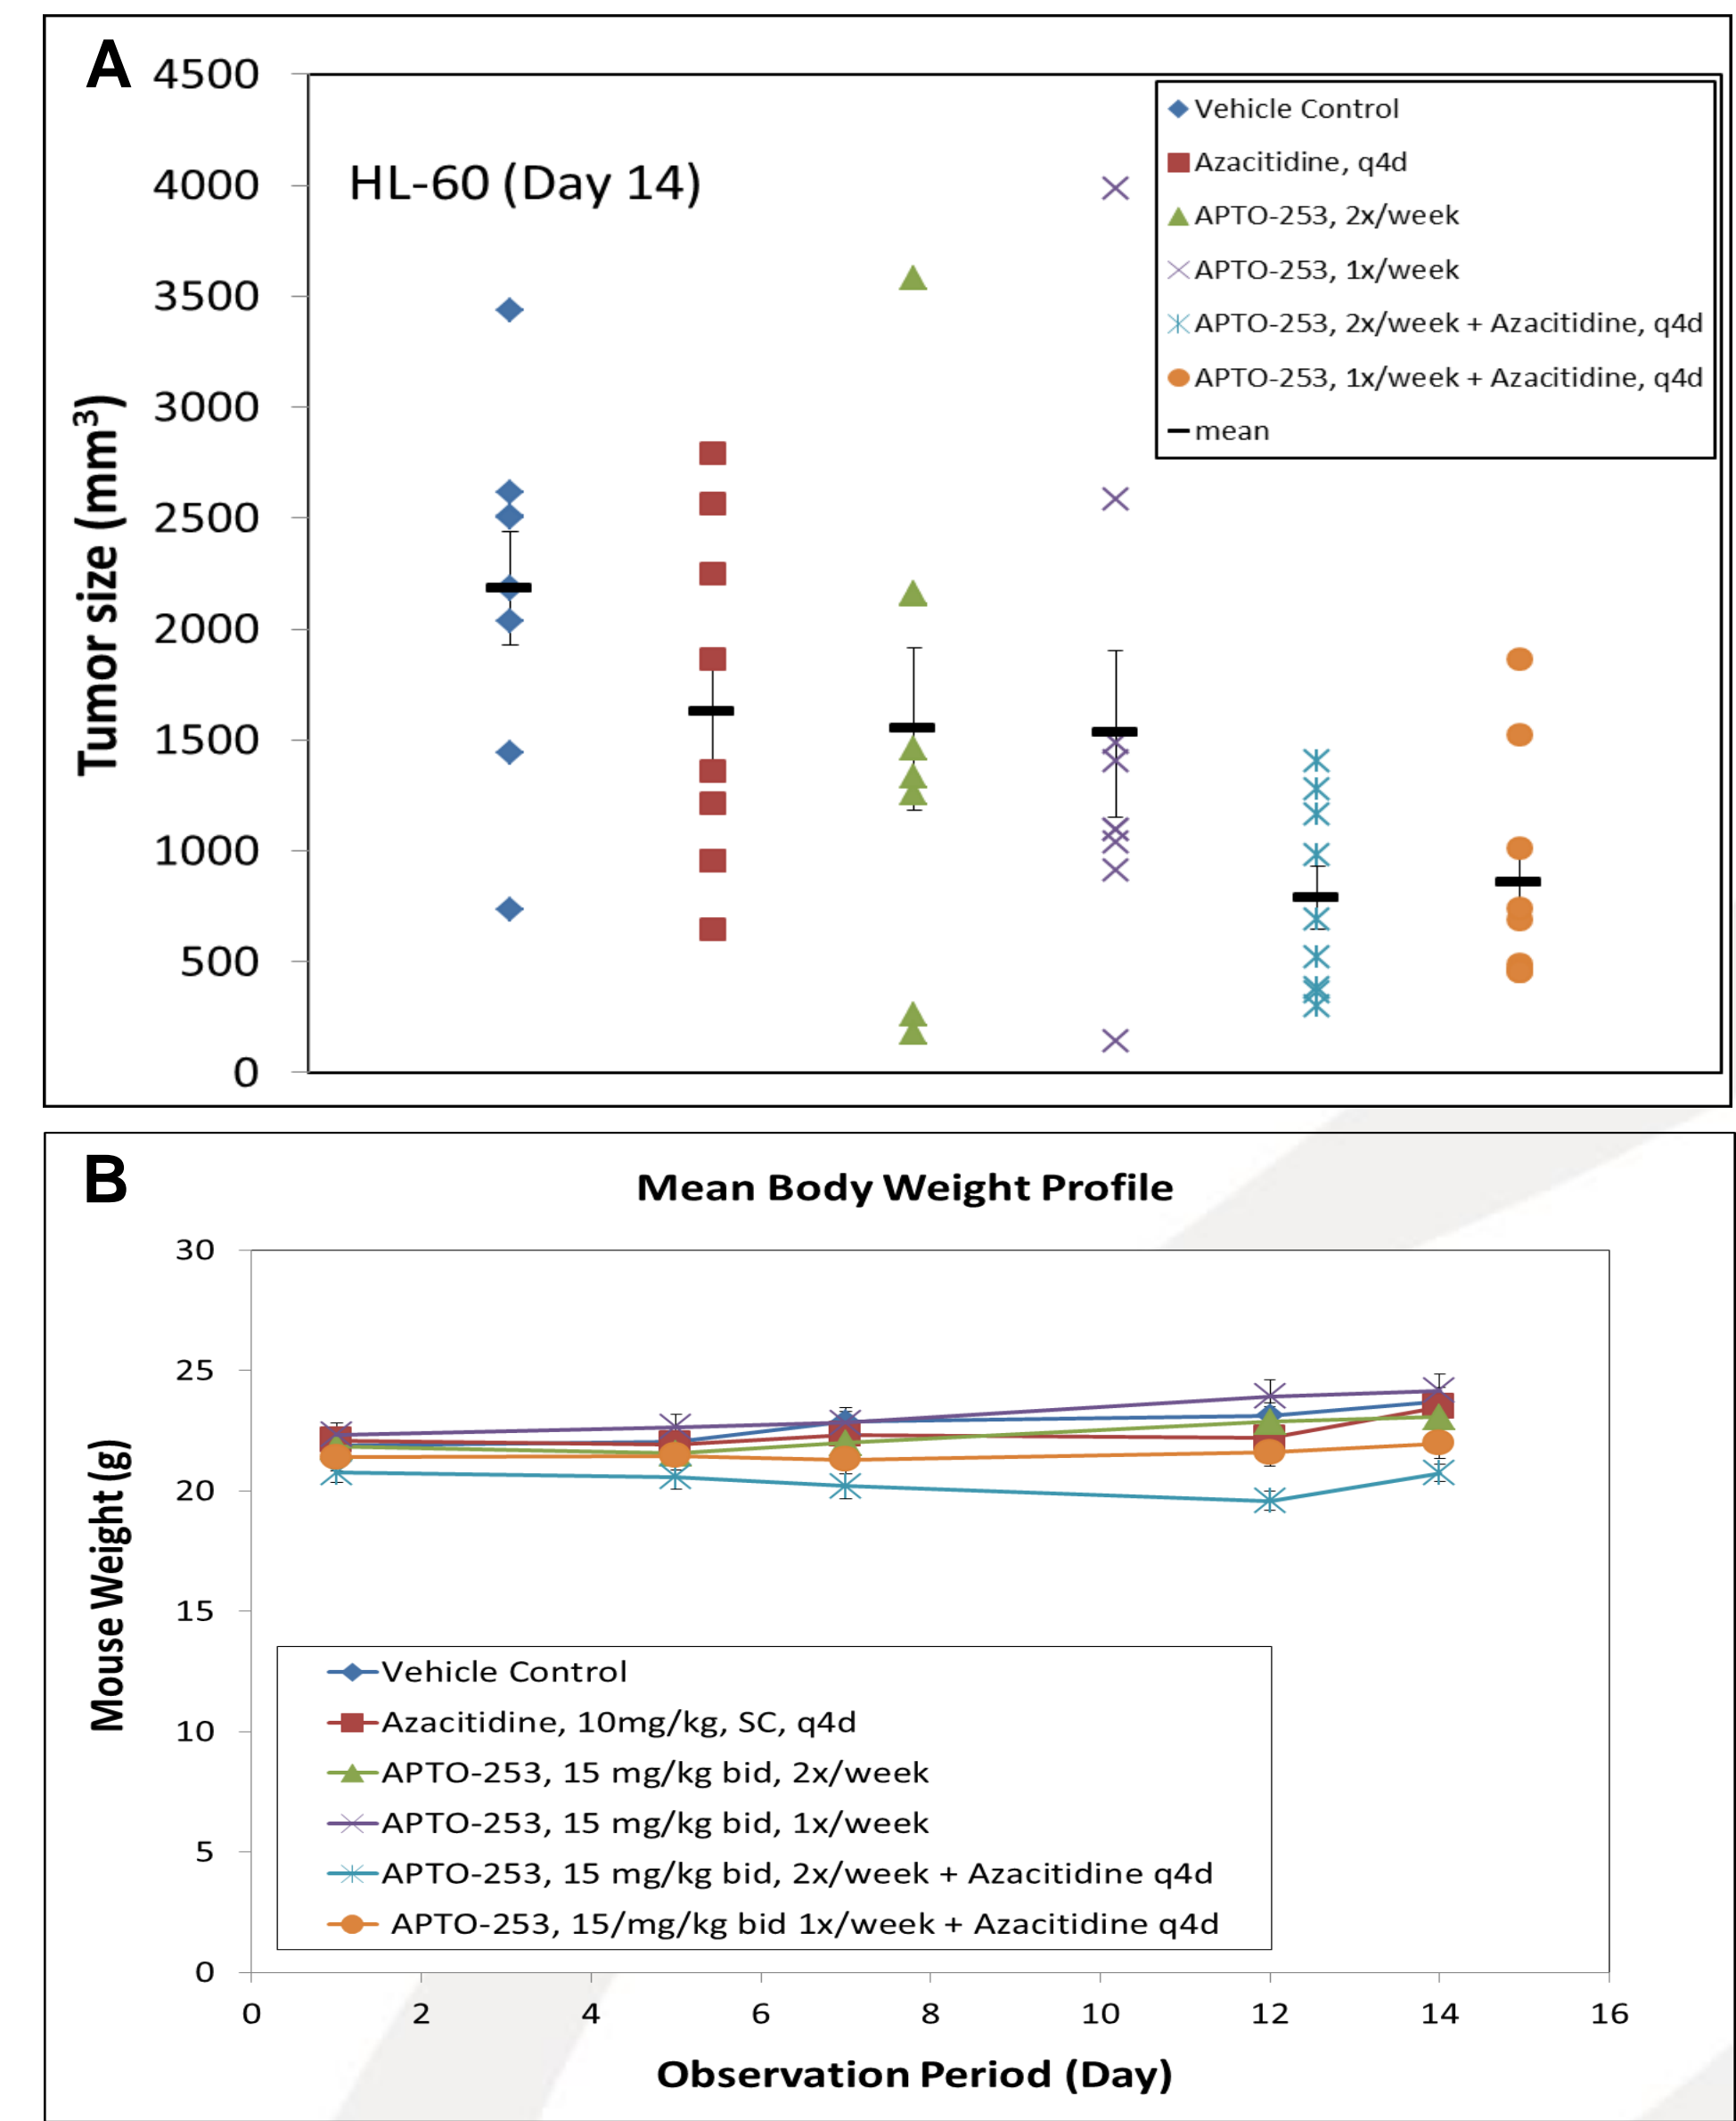 A
4500
4000
3500
3000
2500
2000
1500
1000
500
0
Tumor size (mm³)
HL-60 (Day 14)
Vehicle Control
Azacitidine, q4d
APTO-253, 2x/week
APTO-253, 1x/week
APTO-253, 2x/week + Azacitidine, q4d
APTO-253, 1x/week + Azacitidine, q4d
mean
B
Mean Body Weight Profile
30
25
20
15
10
5
0
Mouse Weight (g)
Vehicle Control
Azacitidine, 10mg/kg, SC, q4d
APTO-253, 15 mg/kg bid, 2x/week
APTO-253, 15 mg/kg bid, 1x/week
APTO-253, 15 mg/kg bid, 2x/week + Azacitidine q4d
APTO-253, 15/mg/kg bid 1x/week + Azacitidine q4d
0 2 4 6 8 10 12 14 16
Observation Period (Day)